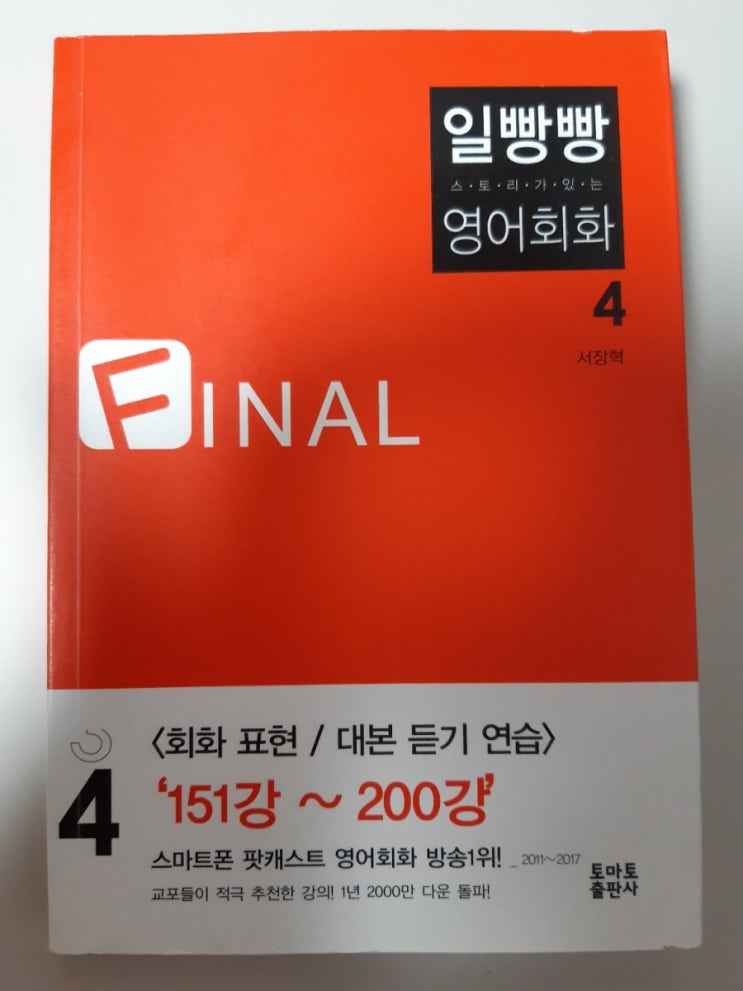 일빵빵
스·토·리·가·있·는
영어회화
4
서장혁
FINAL
<회화 표현 / 대본 듣기 연습>
4
'151강 ~ 200강'
스마트폰 팟캐스트 영어회화 방송1위! _ 2011~2017
교포들이 적극 추천한 강의! 1년 2000만 다운 돌파!
토마토
출판사